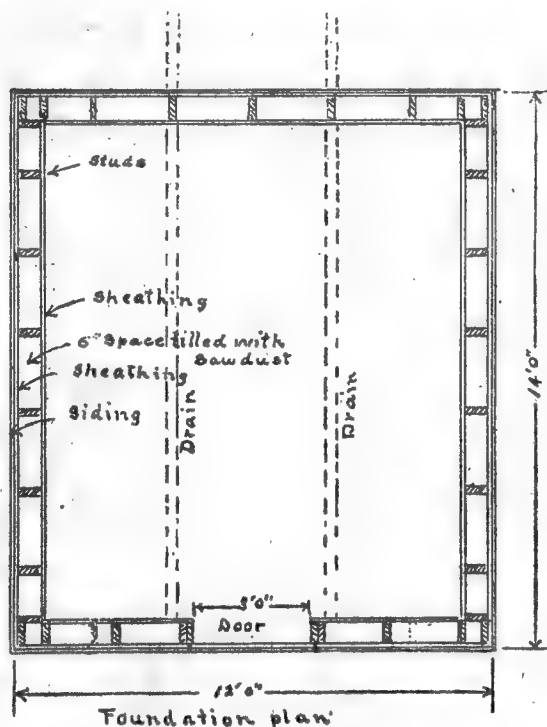 Studs
Sheathing
6" Space filled with
Sawdust
Sheathing
Siding
Drain
Drain
14'0"
3'0"
Door
12'0"
Foundation plan